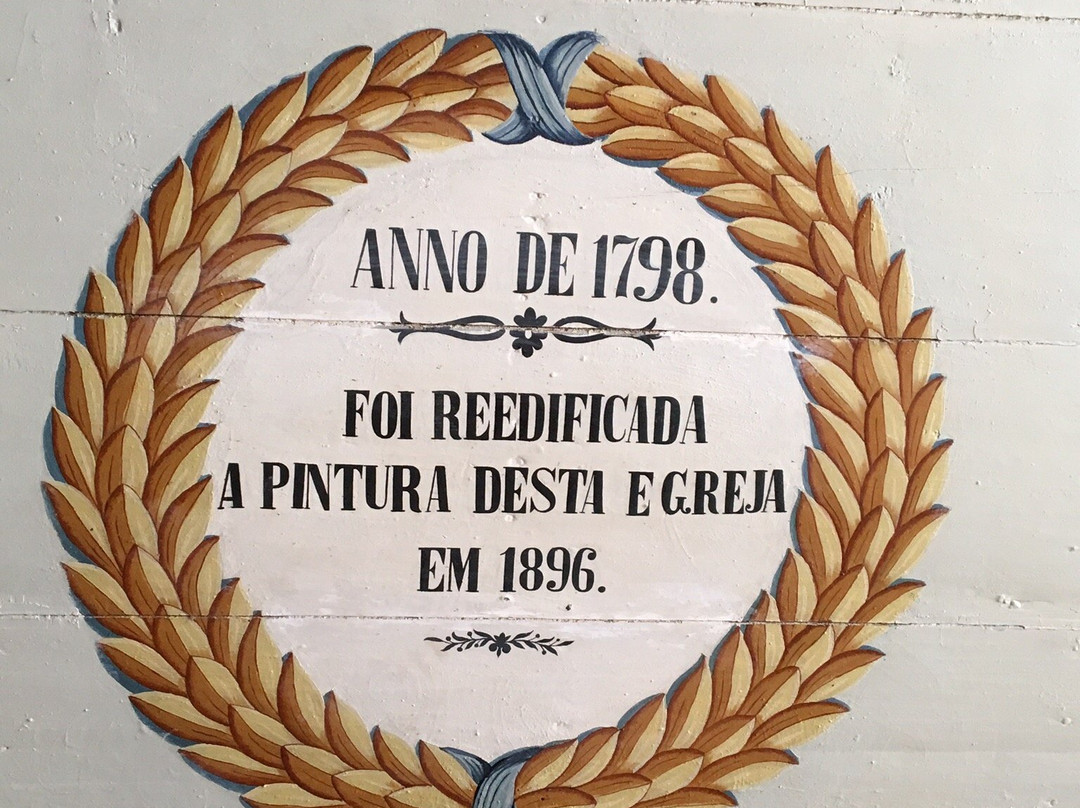 ANNO DE 1798.
FOI REEDIFICADA
A PINTURA DESTA EGREJA
EM 1896.